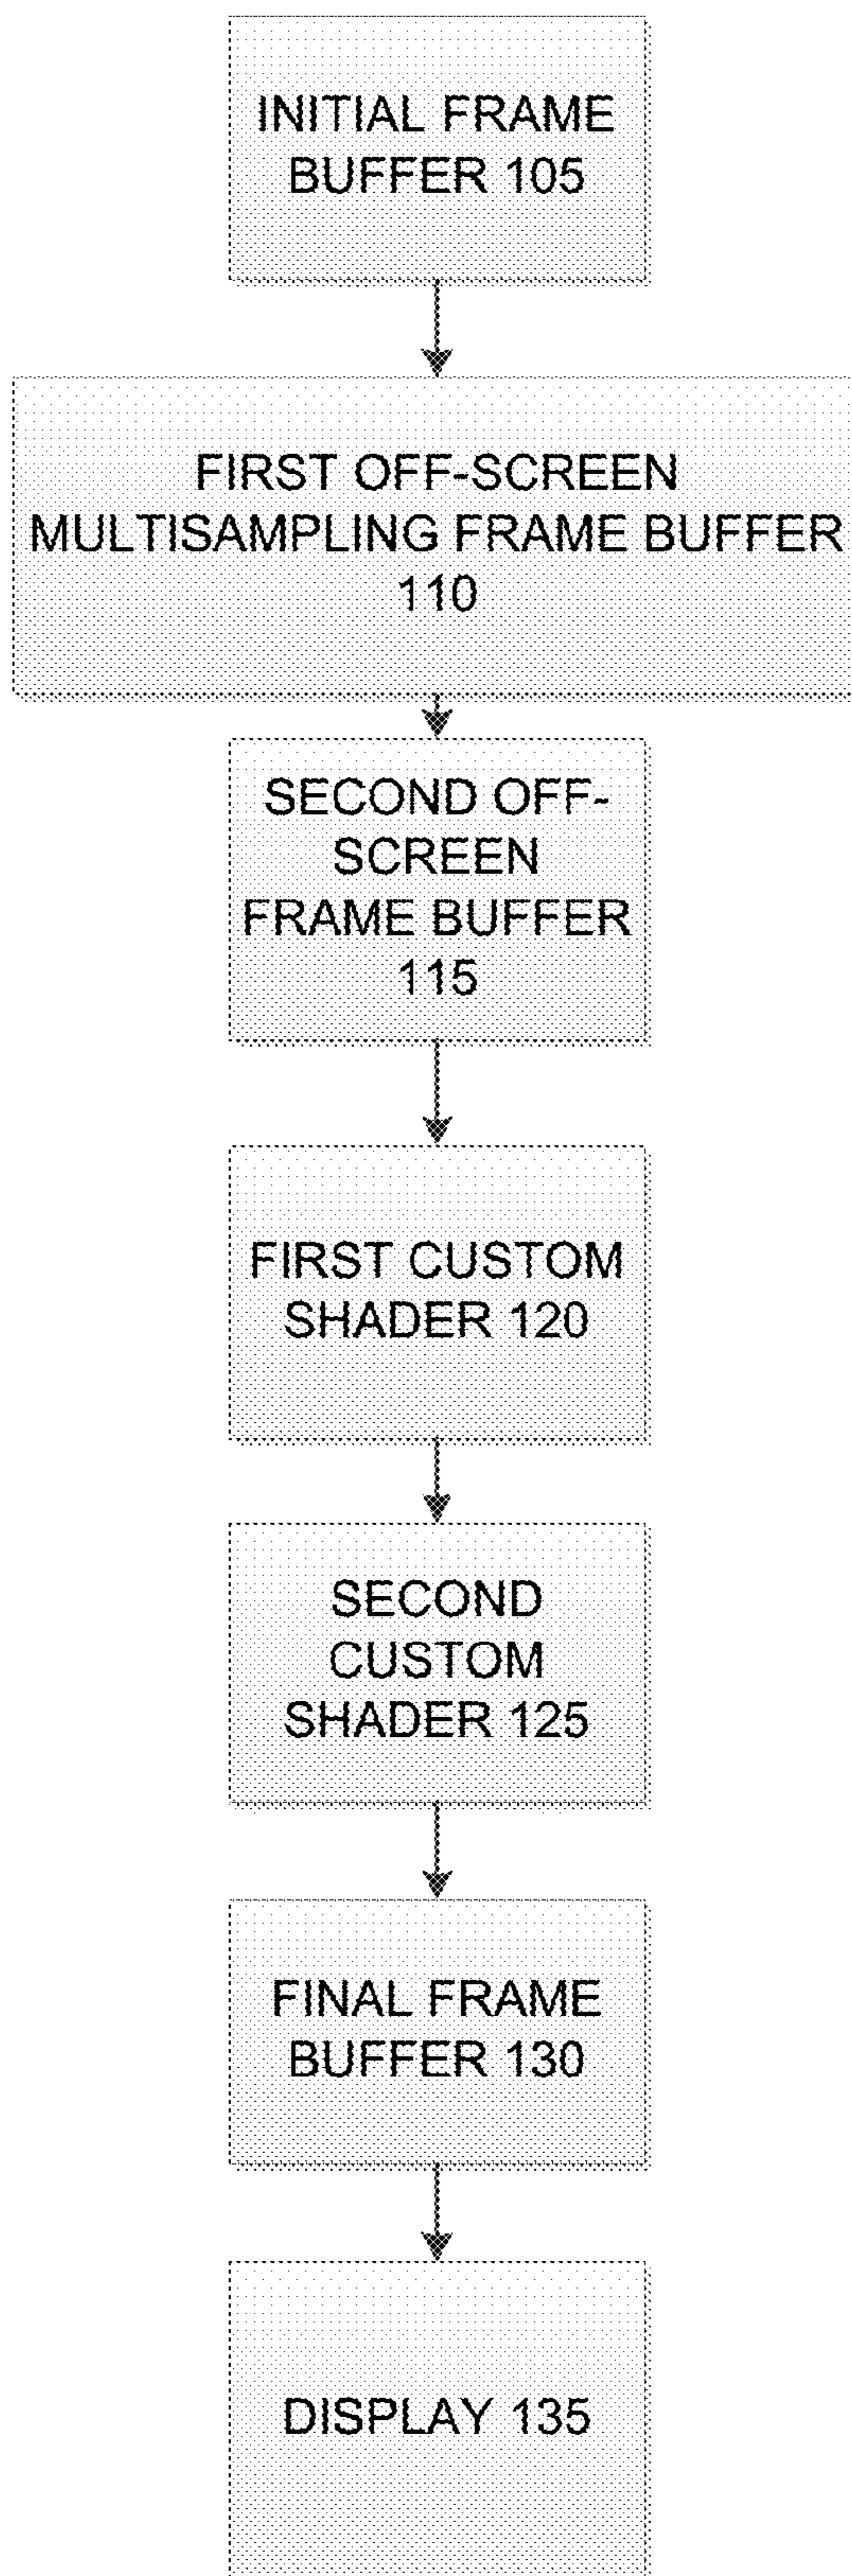 INITIAL FRAME
BUFFER 105
FIRST OFF-SCREEN
MULTISAMPLING FRAME BUFFER
110
SECOND OFF-
SCREEN
FRAME BUFFER
115
FIRST CUSTOM
SHADER 120
SECOND
CUSTOM
SHADER 125
FINAL FRAME
BUFFER 130
DISPLAY 135